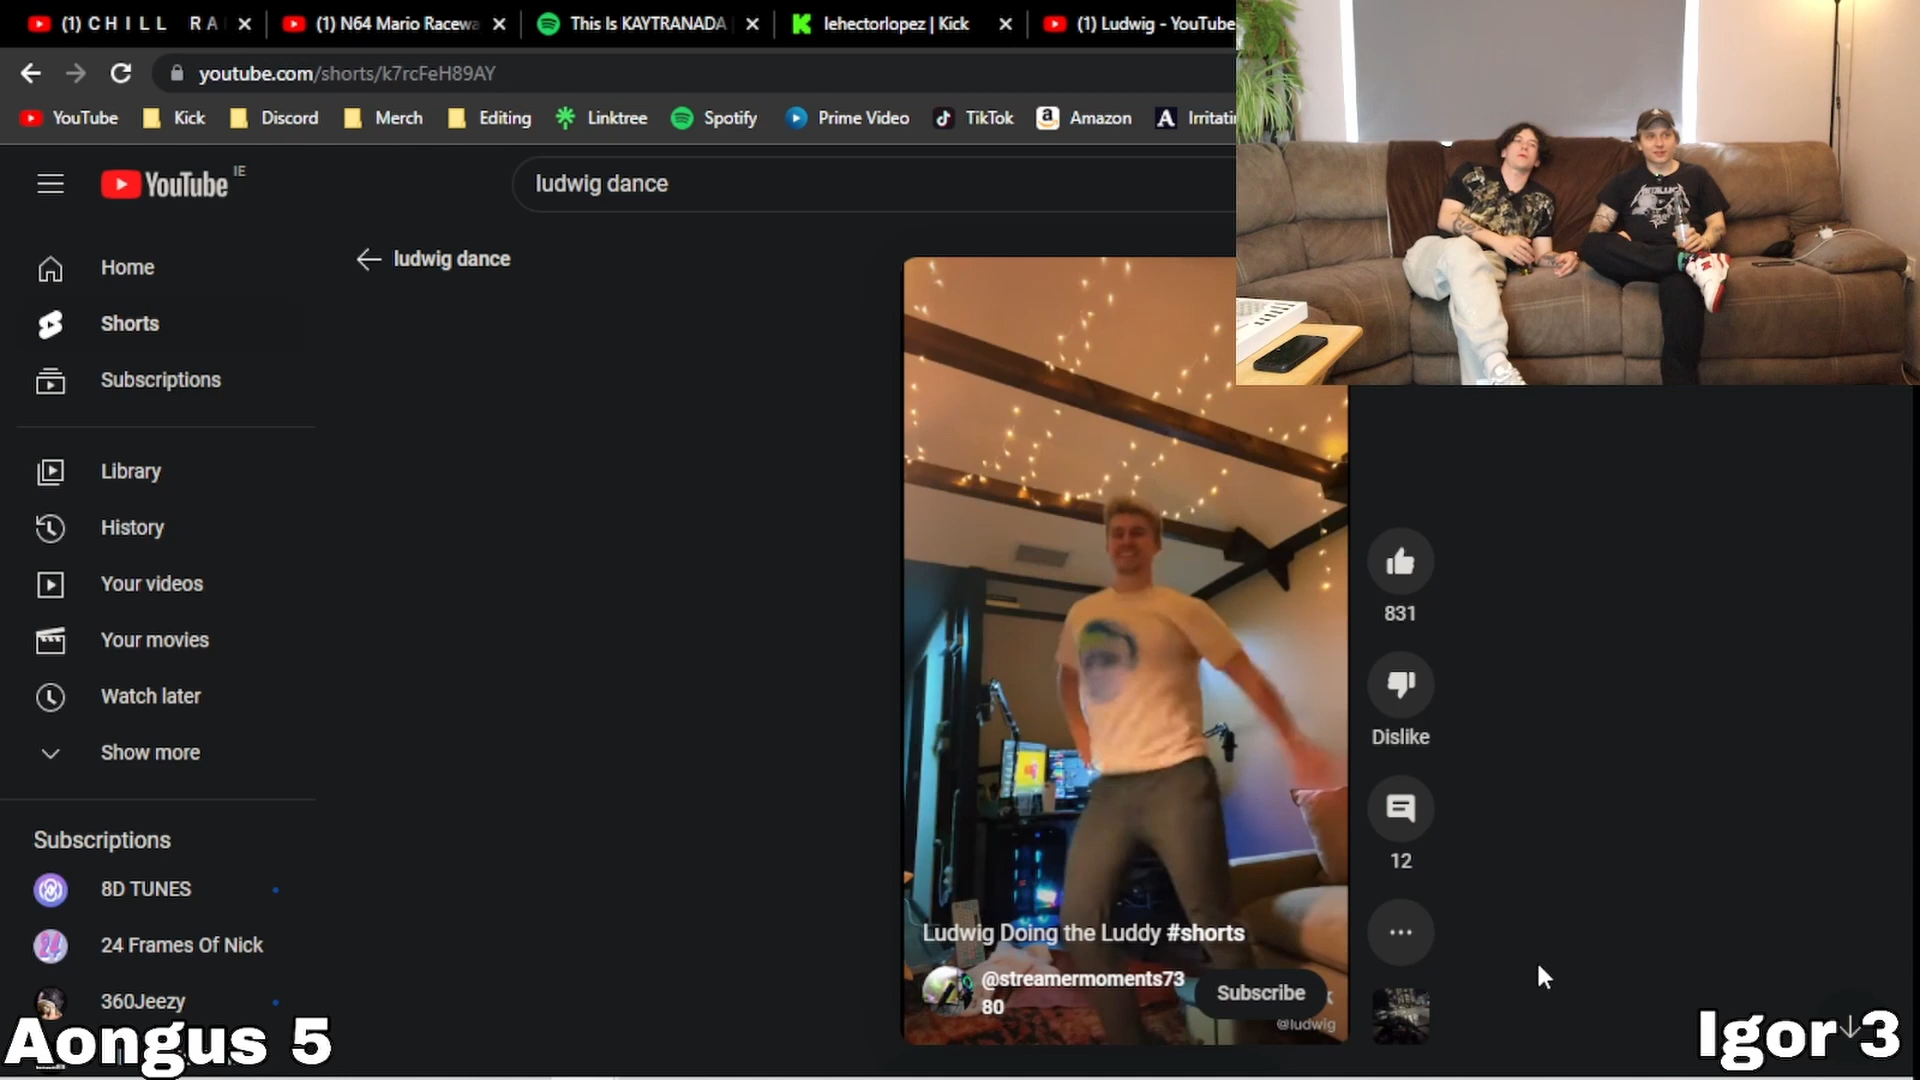 (1) C H I L L R A
(1) N64 Mario Racewa
This Is KAYTRANADA
lehectorlopez | Kick
(1) Ludwig - YouTube
youtube.com/shorts/k7rcFeH89AY
YouTube
Kick
Discord
Merch
Editing
Linktree
Spotify
Prime Video
TikTok
Amazon
Irritati
YouTube IE
ludwig dance
Home
Shorts
Subscriptions
Library
History
Your videos
Your movies
Watch later
Show more
Subscriptions
8D TUNES
24 Frames Of Nick
360Jeezy
ludwig dance
METALLICA
831
Dislike
12
Ludwig Doing the Luddy #shorts
@streamermoments73
80
Subscribe
@ludwig
Aongus 5
Igor 3